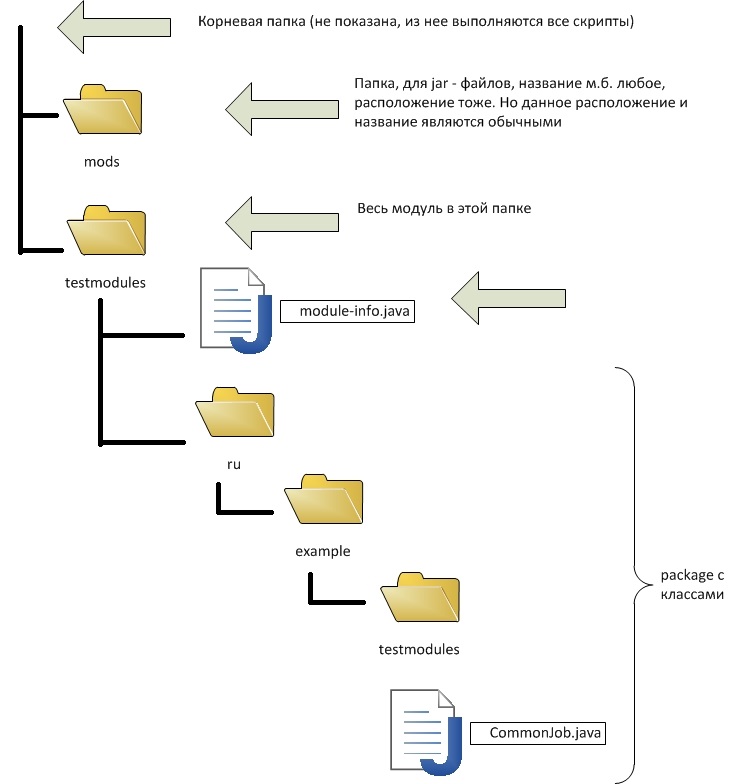 Корневая папка (не показана, из нее выполняются все скрипты)
Папка, для jar - файлов, название м.б. любое,
расположение тоже. Но данное расположение и
название являются обычными
mods
Весь модуль в этой папке
testmodules
module-info.java
ru
example
package с
классами
testmodules
CommonJob.java